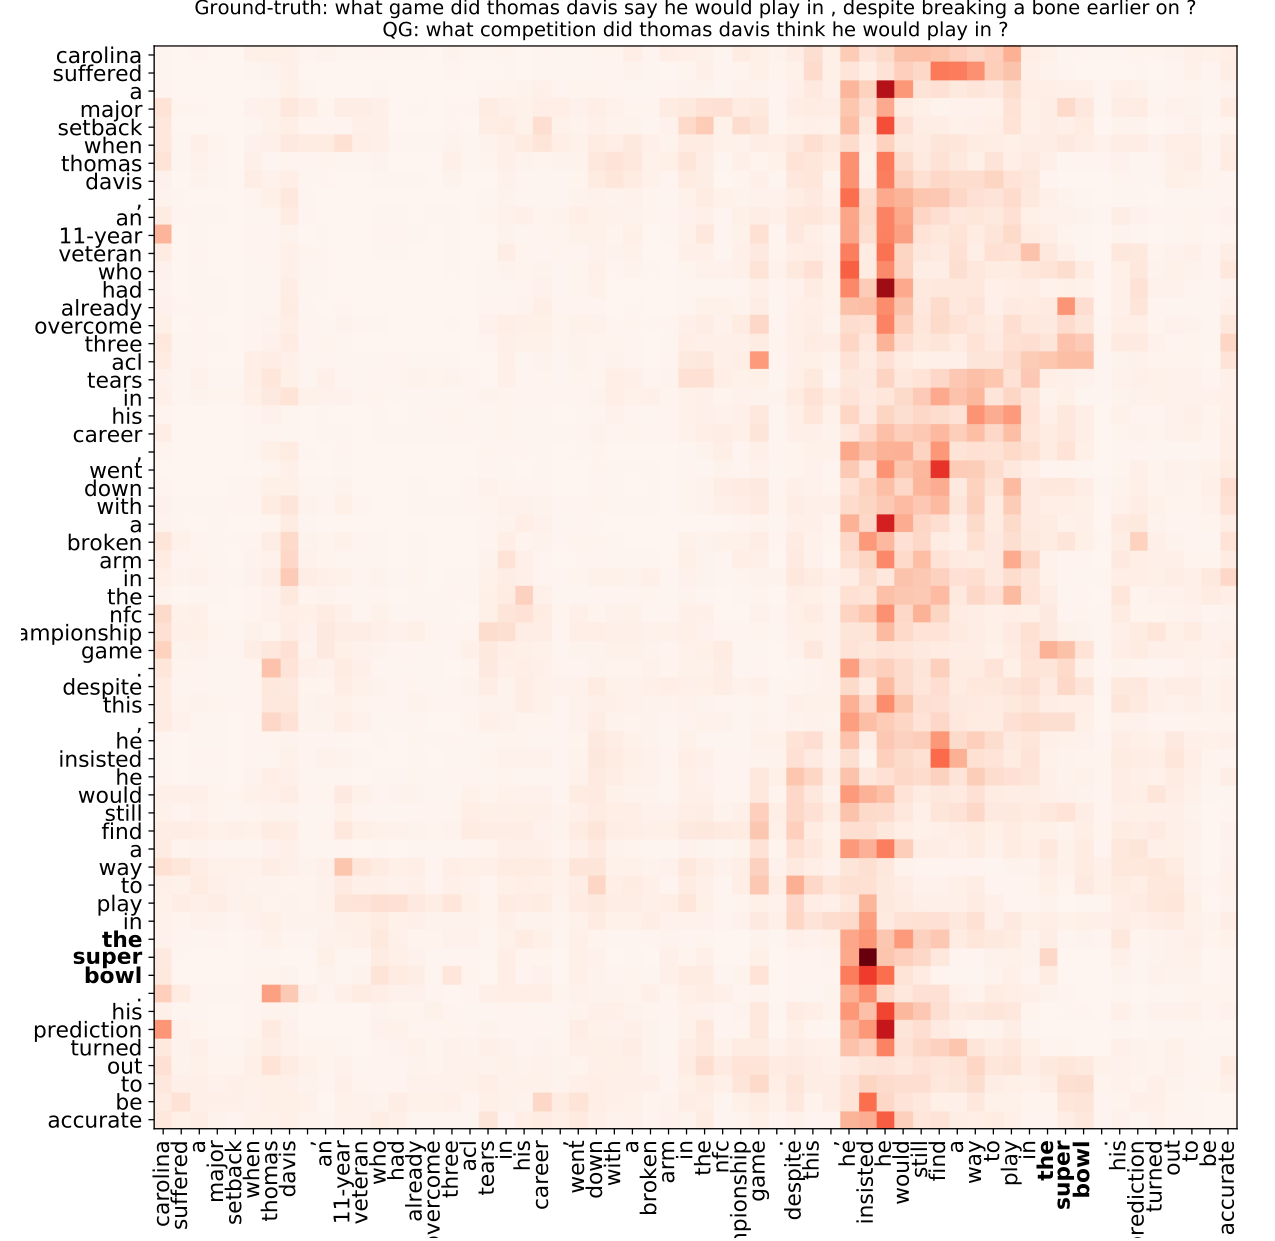 Ground-truth: what game did thomas davis say he would play in , despite breaking a bone earlier on ?
QG: what competition did thomas davis think he would play in ?
carolina
suffered
a
major
setback
when
thomas
davis
,
an
11-year
veteran
who
had
already
overcome
three
acl
tears
in
his
career
,
went
down
with
a
broken
arm
in
the
nfc
ampionship
game
.
despite
this
,
he
insisted
he
would
still
find
a
way
to
play
in
the
super
bowl
.
his
prediction
turned
out
to
be
accurate
carolina
suffered
a
major
setback
when
thomas
davis
,
an
11-year
veteran
who
had
already
vercome
three
acl
tears
in
his
career
,
went
down
with
a
broken
arm
in
the
nfc
npionship
game
.
despite
this
,
he
insisted
he
would
still
find
a
way
to
play
in
the
super
bowl
.
his
rediction
turned
out
to
be
accurate